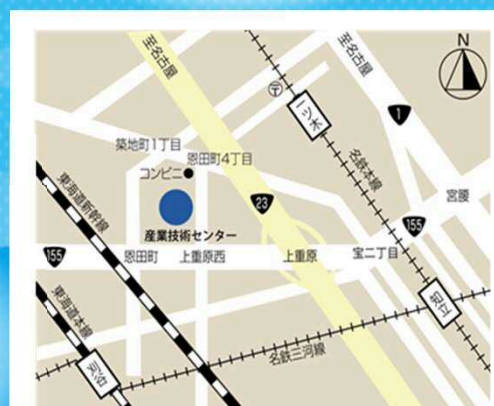 至名古屋
至名古屋
N
〒
一ツ木
1
築地町1丁目
恩田町4丁目
コンビニ
名鉄本線
東海道新幹線
23
宮腰
155
産業技術センター
155
恩田町
上重原西
上重原
宝二丁目
東海道本線
知立
名鉄三河線
刈谷